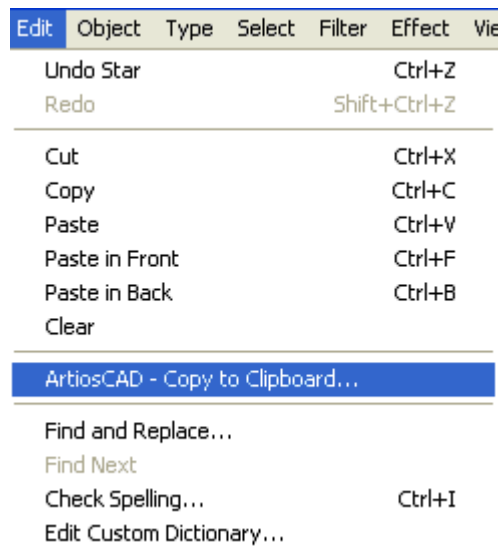 Edit Object Type Select Filter Effect Vie
Undo Star Ctrl+Z
Redo Shift+Ctrl+Z
Cut Ctrl+X
Copy Ctrl+C
Paste Ctrl+V
Paste in Front Ctrl+F
Paste in Back Ctrl+B
Clear
ArtiosCAD - Copy to Clipboard...
Find and Replace...
Find Next
Check Spelling... Ctrl+I
Edit Custom Dictionary...